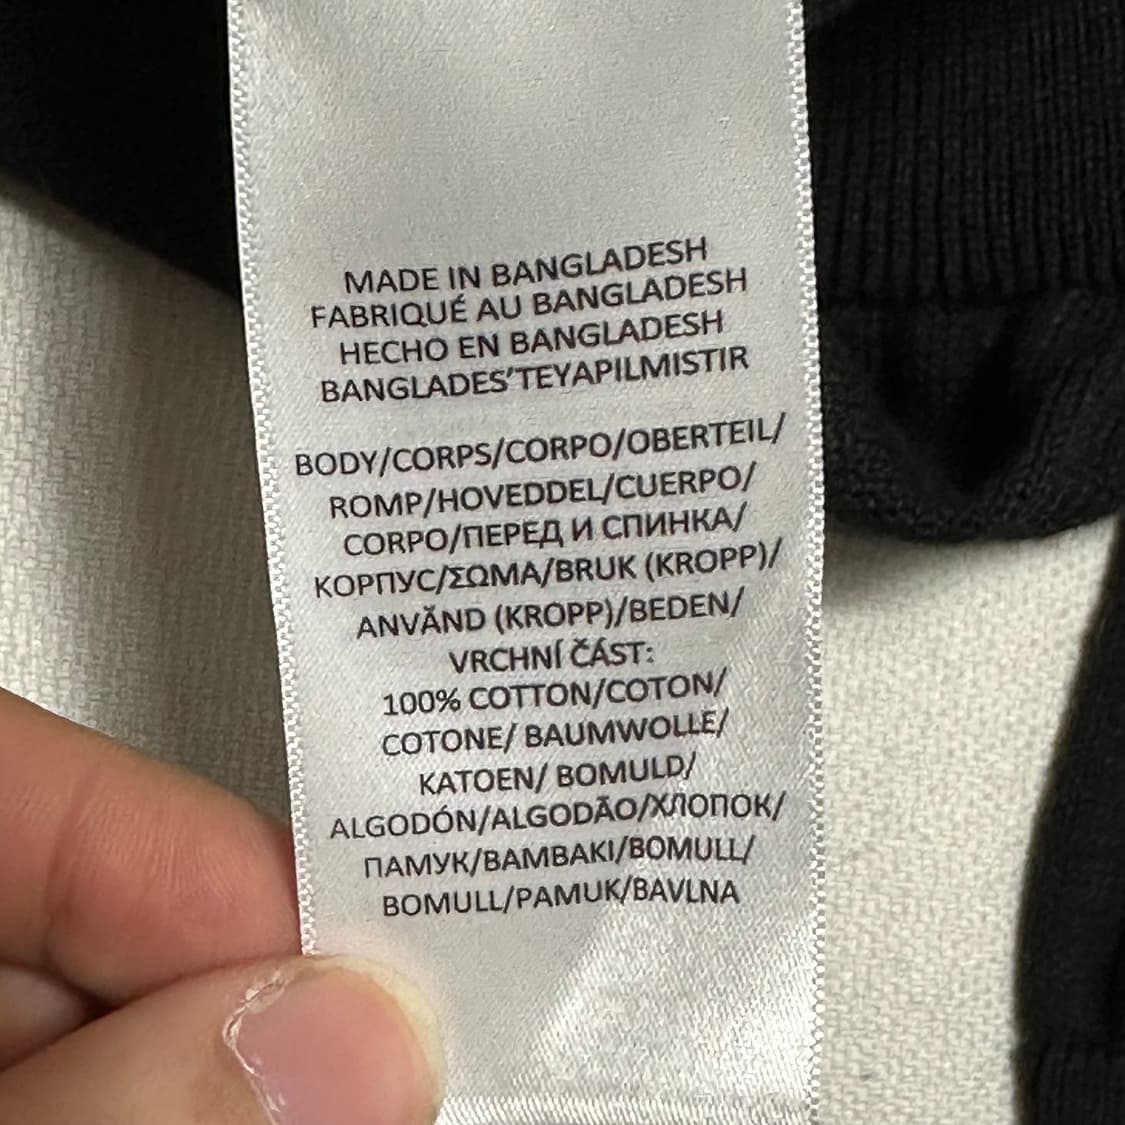 MADE IN BANGLADESH
FABRIQUÉ AU BANGLADESH
HECHO EN BANGLADESH
BANGLADES'TEYAPILMISTIR
BODY/CORPS/CORPO/OBERTEIL/
ROMP/HOVEDDEL/CUERPO/
CORPO/ПЕРЕД И СПИНКА/
КОРПУС/ΣΩΜΑ/BRUK (KROPP)/
ANVĂND (KROPP)/BEDEN/
VRCHNÍ ČÁST:
100% COTTON/COTON/
COTONE/ BAUMWOLLE/
KATOEN/ BOMULD/
ALGODÓN/ALGODÃO/ХЛОПОК/
ПАМУК/BAMBAKI/BOMULL/
BOMULL/PAMUK/BAVLNA